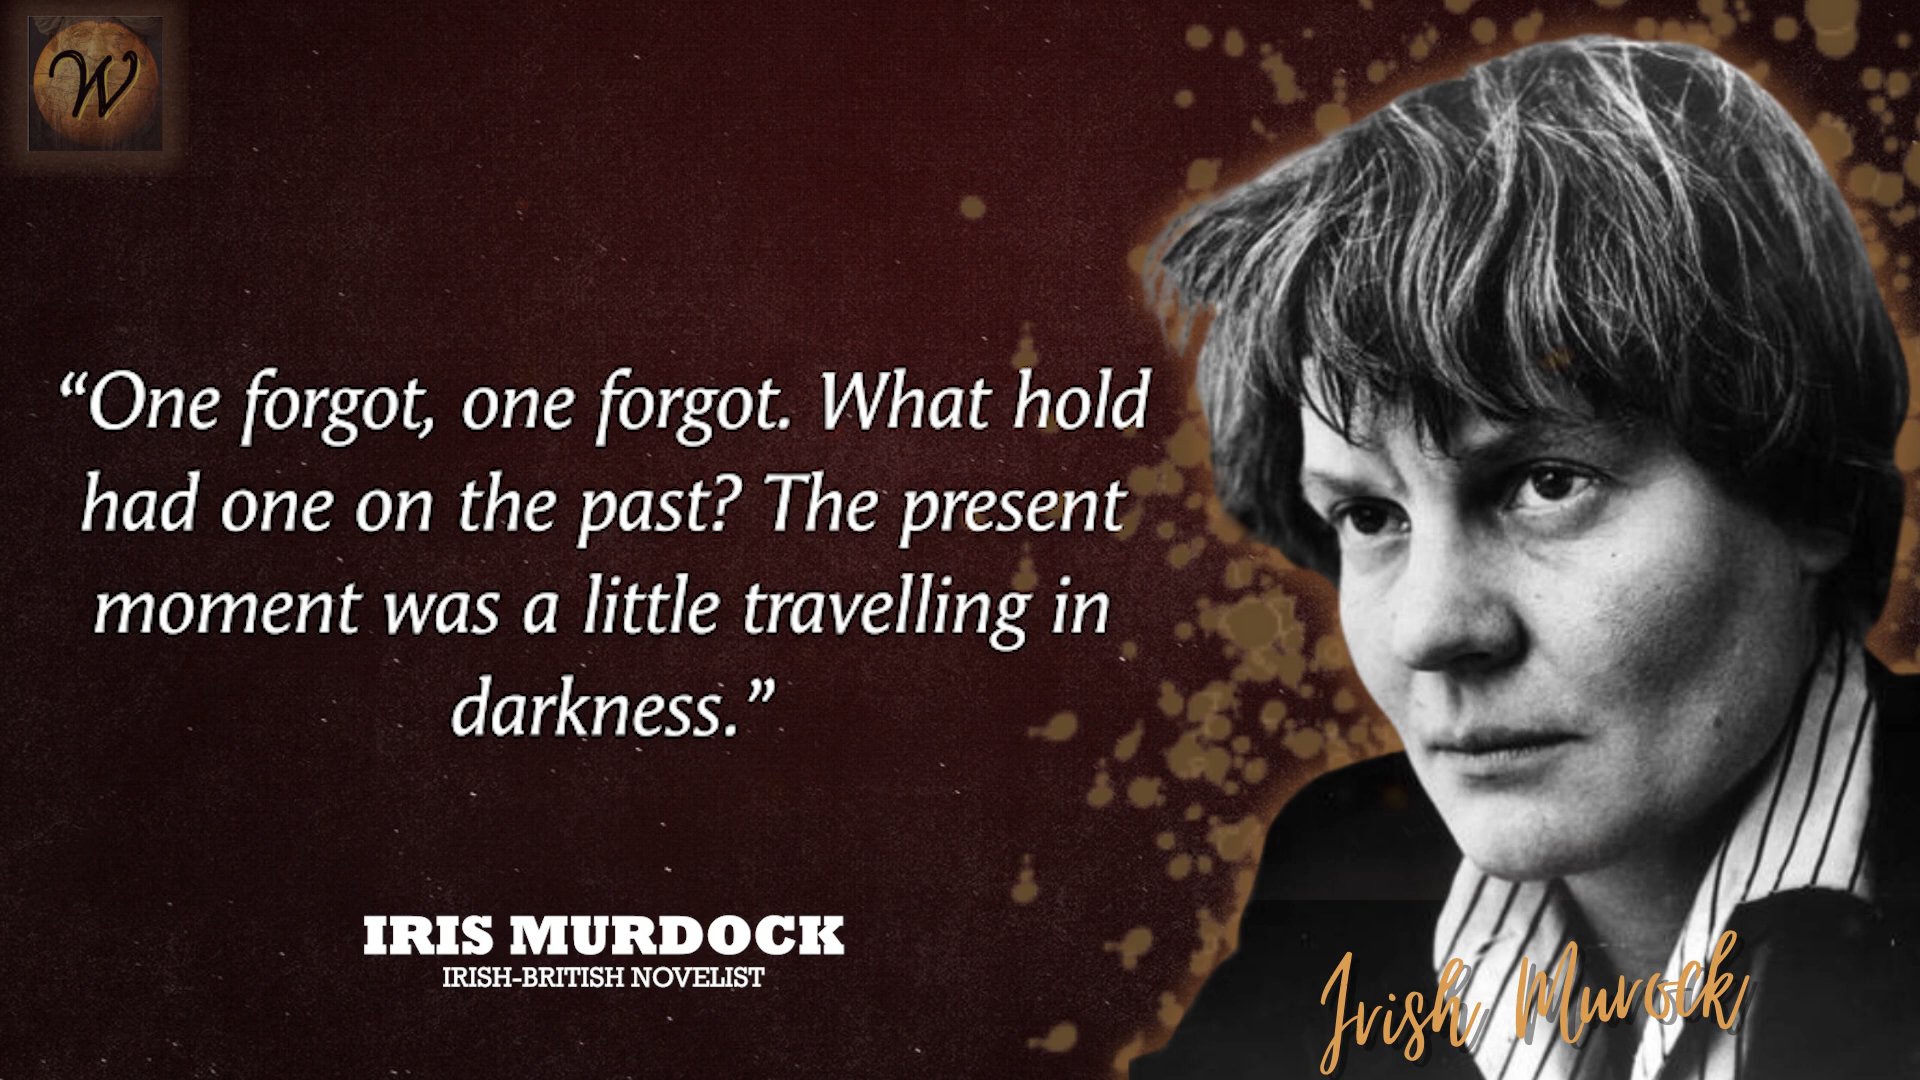 W
“One forgot, one forgot. What hold
had one on the past? The present
moment was a little travelling in
darkness.”
IRIS MURDOCK
IRISH-BRITISH NOVELIST
Irish Murock